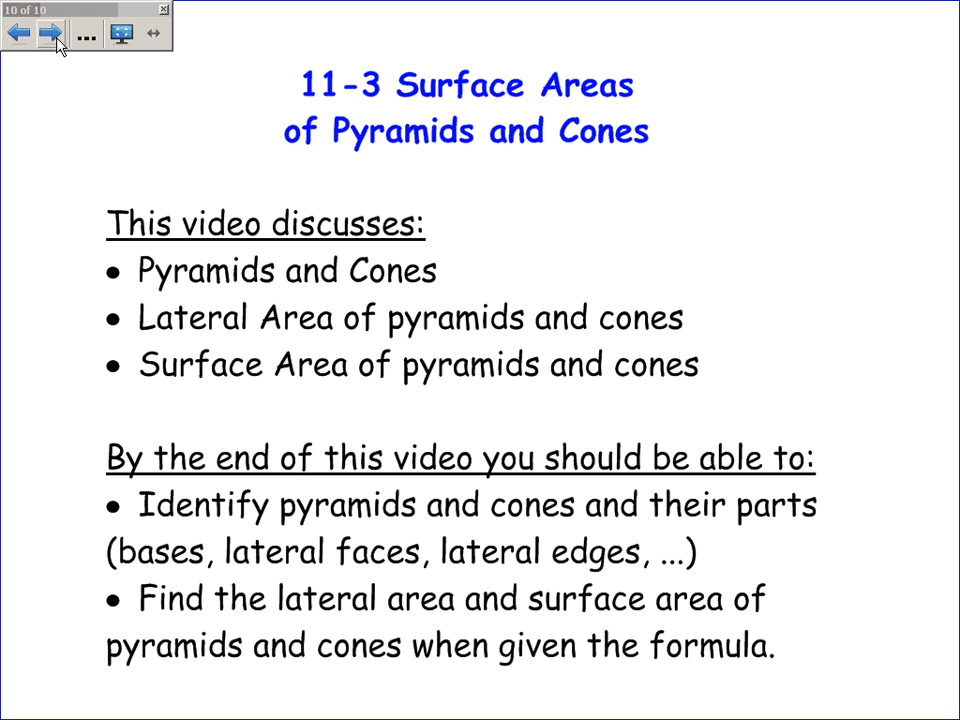 10 of 10
...
11-3 Surface Areas
of Pyramids and Cones
This video discusses:
• Pyramids and Cones
• Lateral Area of pyramids and cones
• Surface Area of pyramids and cones
By the end of this video you should be able to:
• Identify pyramids and cones and their parts
(bases, lateral faces, lateral edges, ...)
• Find the lateral area and surface area of
pyramids and cones when given the formula.